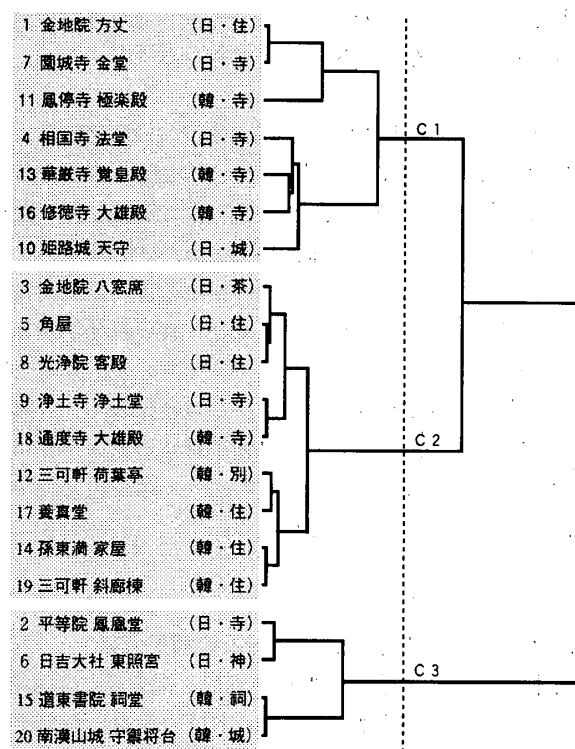 1 金地院 方丈 (日・住)
7 園城寺 金堂 (日・寺)
11 鳳停寺 極楽殿 (韓・寺)
4 相国寺 法堂 (日・寺)
13 華厳寺 覚皇殿 (韓・寺)
16 修徳寺 大雄殿 (韓・寺)
10 姫路城 天守 (日・城)
C1
3 金地院 八窓席 (日・茶)
5 角屋 (日・住)
8 光浄院 客殿 (日・住)
9 浄土寺 浄土堂 (日・寺)
18 通度寺 大雄殿 (韓・寺)
12 三可軒 荷葉亭 (韓・別)
17 養真堂 (韓・住)
14 孫東満 家屋 (韓・住)
19 三可軒 斜廊棟 (韓・住)
C2
2 平等院 鳳凰堂 (日・寺)
6 日吉大社 東照宮 (日・神)
15 道東書院 祠堂 (韓・祠)
20 南漢山城 守禦将台 (韓・城)
C3